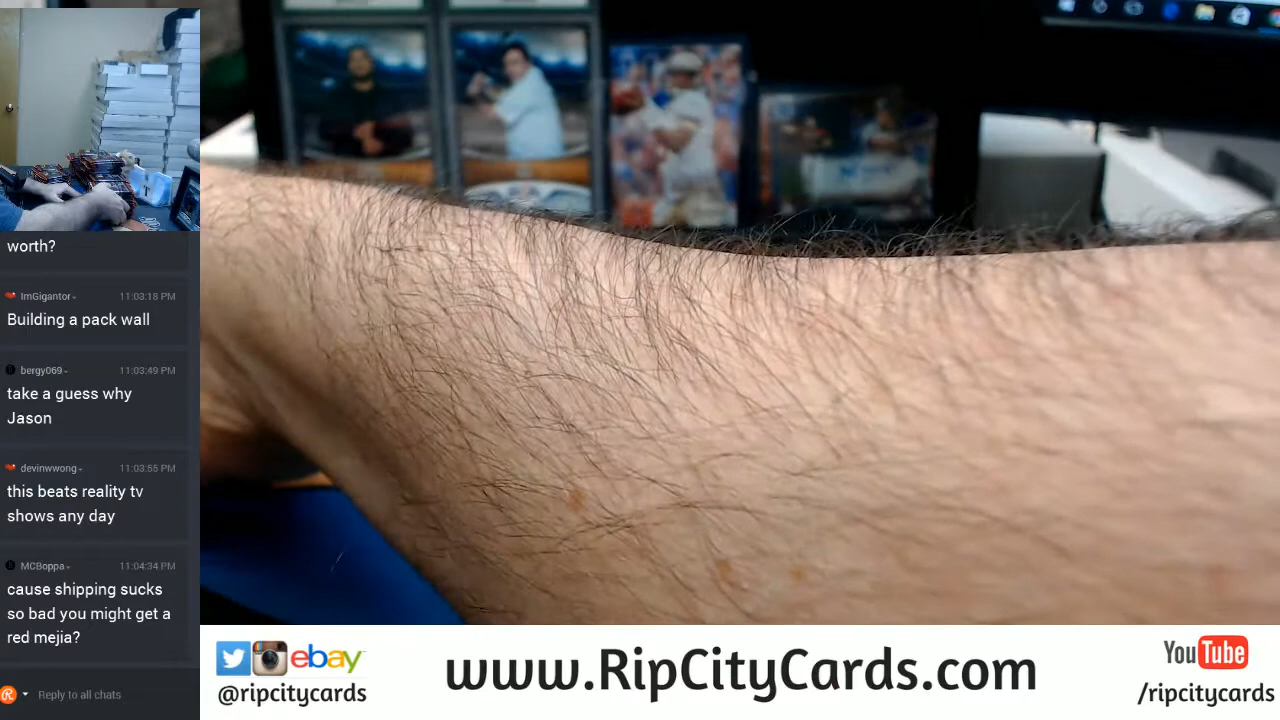 worth?
ImGigantor 11:03:18 PM
Building a pack wall
bergy069 11:03:49 PM
take a guess why
Jason
devinwwong 11:03:55 PM
this beats reality tv
shows any day
MCBoppa 11:04:34 PM
cause shipping sucks
so bad you might get a
red mejia?
Reply to all chats
ebay
@ripcitycards
www.RipCityCards.com
YouTube
/ripcitycards